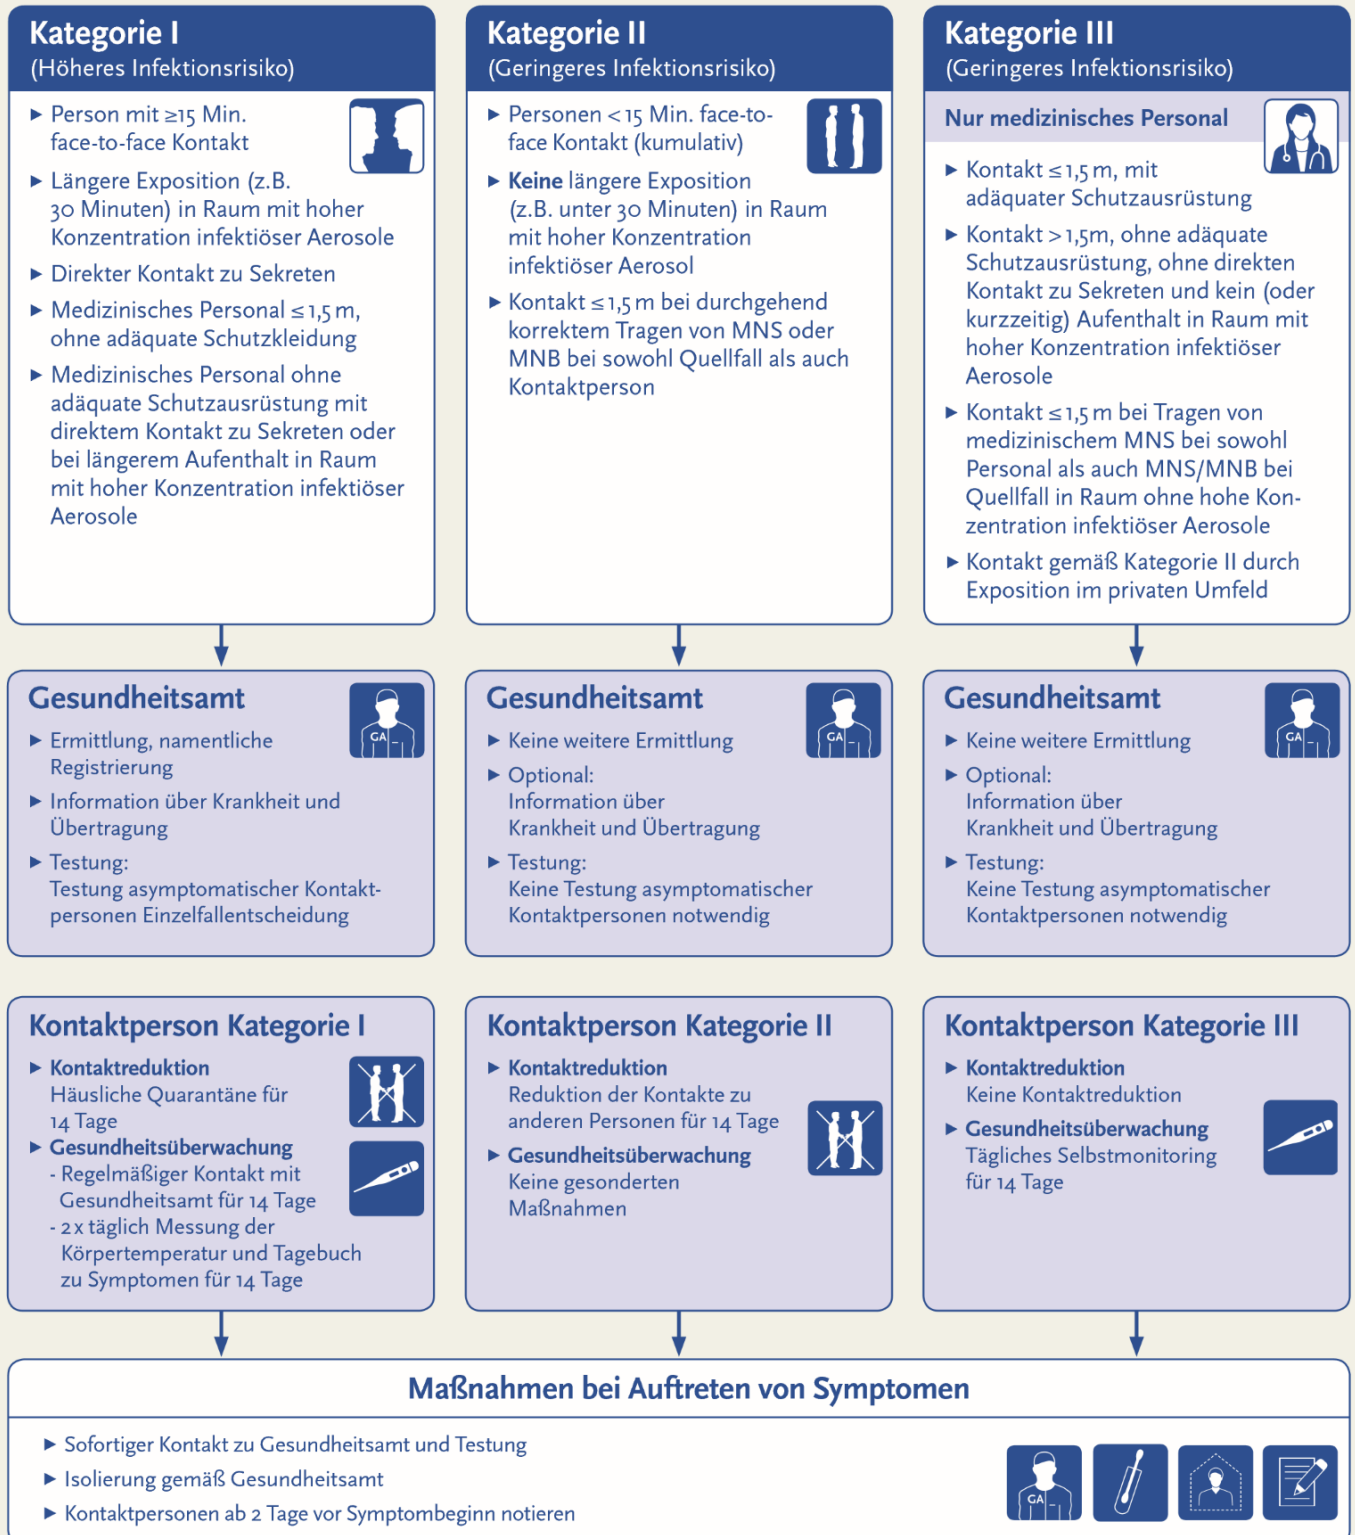 Kategorie I
(Höheres Infektionsrisiko)
► Person mit ≥15 Min.
face-to-face Kontakt
► Längere Exposition (z.B.
30 Minuten) in Raum mit hoher
Konzentration infektiöser Aerosole
► Direkter Kontakt zu Sekreten
► Medizinisches Personal ≤1,5 m,
ohne adäquate Schutzkleidung
► Medizinisches Personal ohne
adäquate Schutzausrüstung mit
direktem Kontakt zu Sekreten oder
bei längerem Aufenthalt in Raum
mit hoher Konzentration infektiöser
Aerosole
Kategorie II
(Geringeres Infektionsrisiko)
► Personen < 15 Min. face-to-
face Kontakt (kumulativ)
► Keine längere Exposition
(z.B. unter 30 Minuten) in Raum
mit hoher Konzentration
infektiöser Aerosol
► Kontakt ≤1,5 m bei durchgehend
korrektem Tragen von MNS oder
MNB bei sowohl Quellfall als auch
Kontaktperson
Kategorie III
(Geringeres Infektionsrisiko)
Nur medizinisches Personal
► Kontakt ≤1,5 m, mit
adäquater Schutzausrüstung
► Kontakt >1,5m, ohne adäquate
Schutzausrüstung, ohne direkten
Kontakt zu Sekreten und kein (oder
kurzzeitig) Aufenthalt in Raum mit
hoher Konzentration infektiöser
Aerosole
► Kontakt ≤1,5 m bei Tragen von
medizinischem MNS bei sowohl
Personal als auch MNS/MNB bei
Quellfall in Raum ohne hohe Kon-
zentration infektiöser Aerosole
► Kontakt gemäß Kategorie II durch
Exposition im privaten Umfeld
Gesundheitsamt
GA
► Ermittlung, namentliche
Registrierung
► Information über Krankheit und
Übertragung
► Testung:
Testung asymptomatischer Kontakt-
personen Einzelfallentscheidung
Gesundheitsamt
GA
► Keine weitere Ermittlung
► Optional:
Information über
Krankheit und Übertragung
► Testung:
Keine Testung asymptomatischer
Kontaktpersonen notwendig
Gesundheitsamt
GA
► Keine weitere Ermittlung
► Optional:
Information über
Krankheit und Übertragung
► Testung:
Keine Testung asymptomatischer
Kontaktpersonen notwendig
Kontaktperson Kategorie I
► Kontaktreduktion
Häusliche Quarantäne für
14 Tage
► Gesundheitsüberwachung
- Regelmäßiger Kontakt mit
Gesundheitsamt für 14 Tage
- 2x täglich Messung der
Körpertemperatur und Tagebuch
zu Symptomen für 14 Tage
Kontaktperson Kategorie II
► Kontaktreduktion
Reduktion der Kontakte zu
anderen Personen für 14 Tage
► Gesundheitsüberwachung
Keine gesonderten
Maßnahmen
Kontaktperson Kategorie III
► Kontaktreduktion
Keine Kontaktreduktion
► Gesundheitsüberwachung
Tägliches Selbstmonitoring
für 14 Tage
Maßnahmen bei Auftreten von Symptomen
► Sofortiger Kontakt zu Gesundheitsamt und Testung
► Isolierung gemäß Gesundheitsamt
► Kontaktpersonen ab 2 Tage vor Symptombeginn notieren
GA